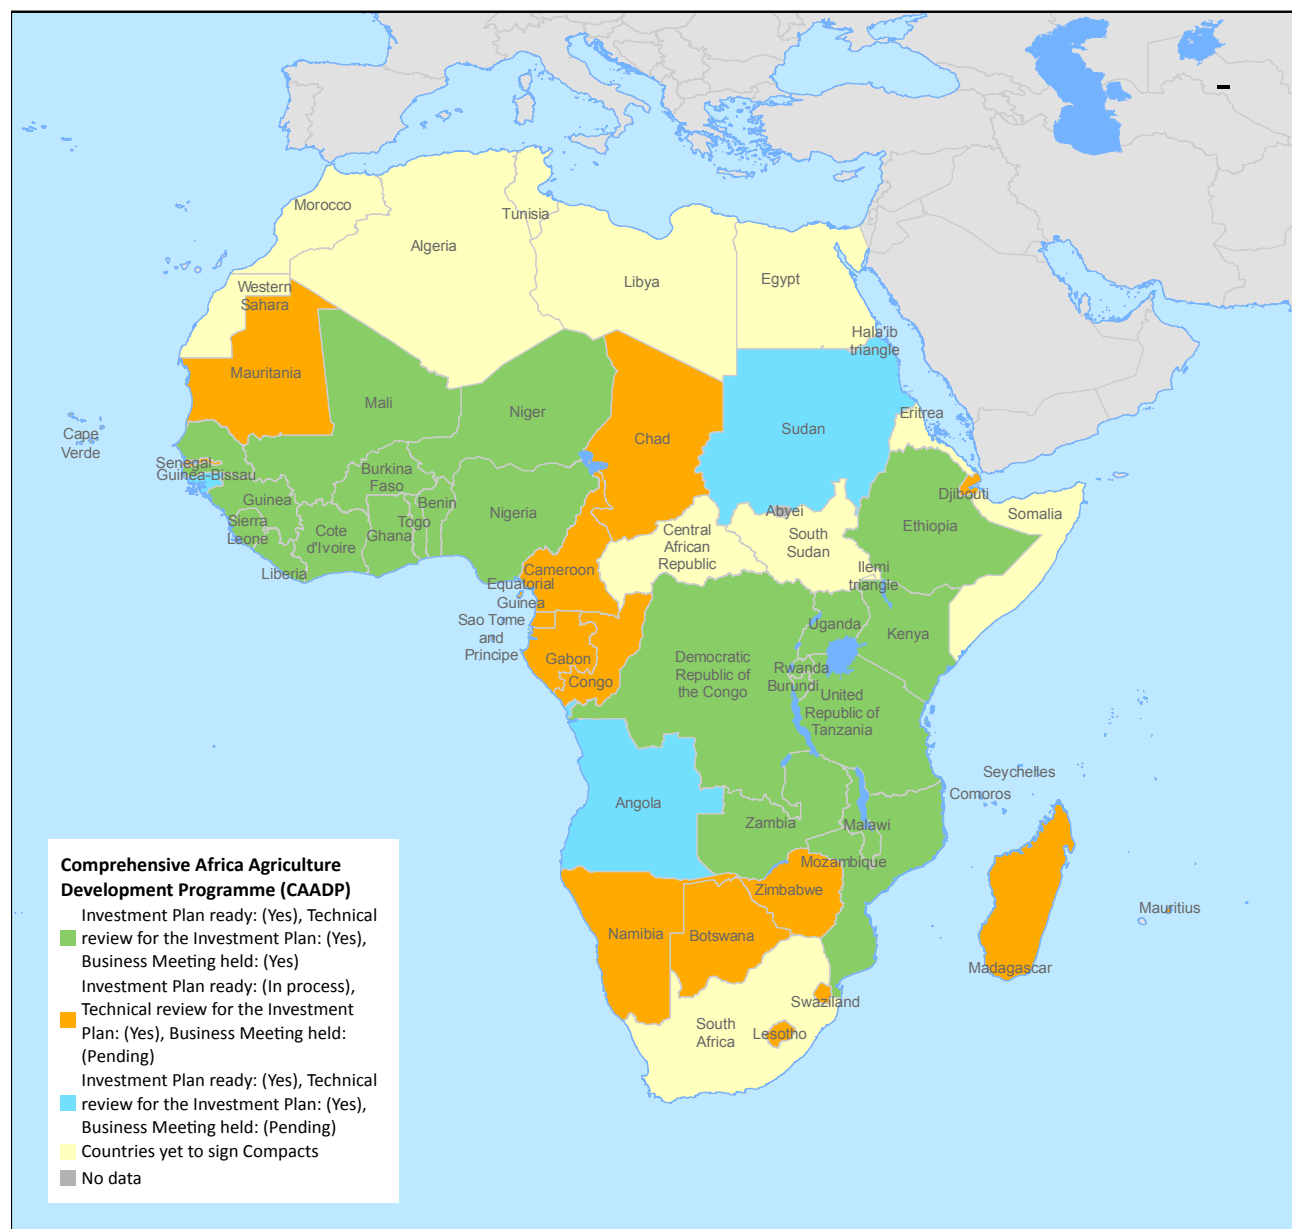 Morocco
Tunisia
Algeria
Libya
Egypt
Western
Sahara
Hala'ib
triangle
Mauritania
Mali
Niger
Chad
Sudan
Eritrea
Cape
Verde
Senegal
Guinea-Bissau
Burkina
Faso
Guinea
Benin
Togo
Nigeria
Djibouti
Abyei
Somalia
Sierra
Leone
Cote
d'Ivoire
Ghana
Ethiopia
Central
African
Republic
South
Sudan
Liberia
Cameroon
Ilemi
triangle
Equatorial
Guinea
Sao Tome
and
Principe
Uganda
Kenya
Gabon
Congo
Democratic
Republic of
the Congo
Rwanda
Burundi
United
Republic of
Tanzania
Seychelles
Comoros
Angola
Zambia
Malawi
Mozambique
Zimbabwe
Mauritius
Namibia
Botswana
Madagascar
Swaziland
South
Africa
Lesotho
Comprehensive Africa Agriculture
Development Programme (CAADP)
Investment Plan ready: (Yes), Technical
review for the Investment Plan: (Yes),
Business Meeting held: (Yes)
Investment Plan ready: (In process),
Technical review for the Investment
Plan: (Yes), Business Meeting held:
(Pending)
Investment Plan ready: (Yes), Technical
review for the Investment Plan: (Yes),
Business Meeting held: (Pending)
Countries yet to sign Compacts
No data